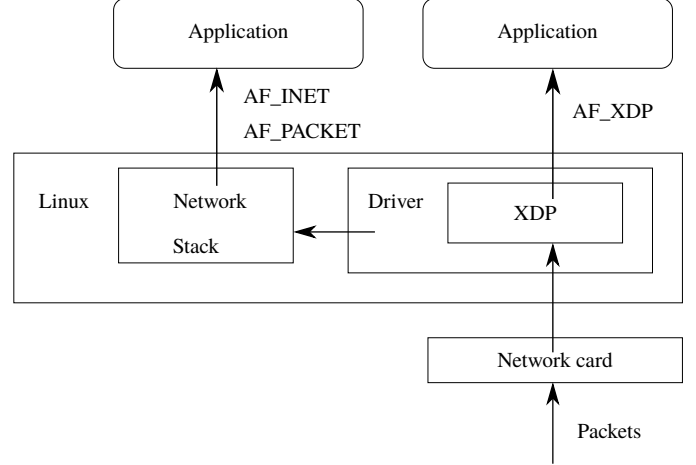 Application
Application
AF_INET
AF_PACKET
AF_XDP
Linux
Network
Stack
Driver
XDP
Network card
Packets